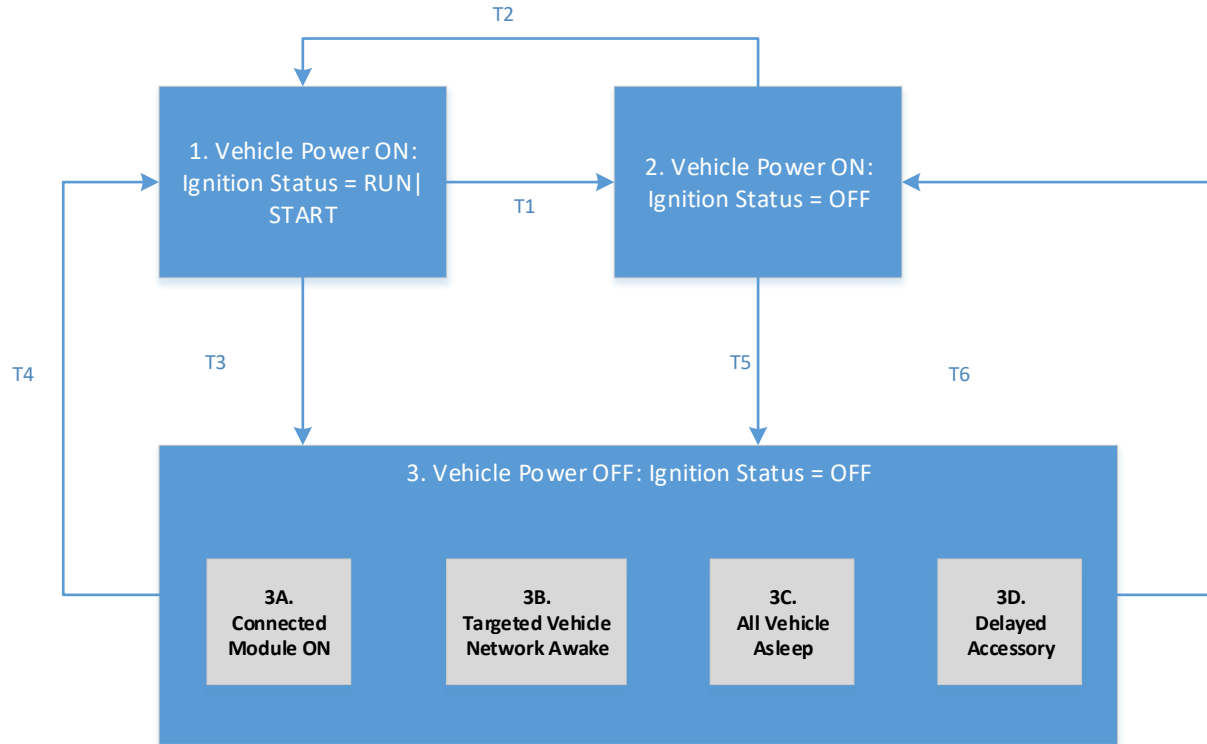 T2
1. Vehicle Power ON:
Ignition Status = RUN|
START
2. Vehicle Power ON:
Ignition Status = OFF
T1
T4
T3
T5
T6
3. Vehicle Power OFF: Ignition Status = OFF
3A.
Connected
Module ON
3B.
Targeted Vehicle
Network Awake
3C.
All Vehicle
Asleep
3D.
Delayed
Accessory